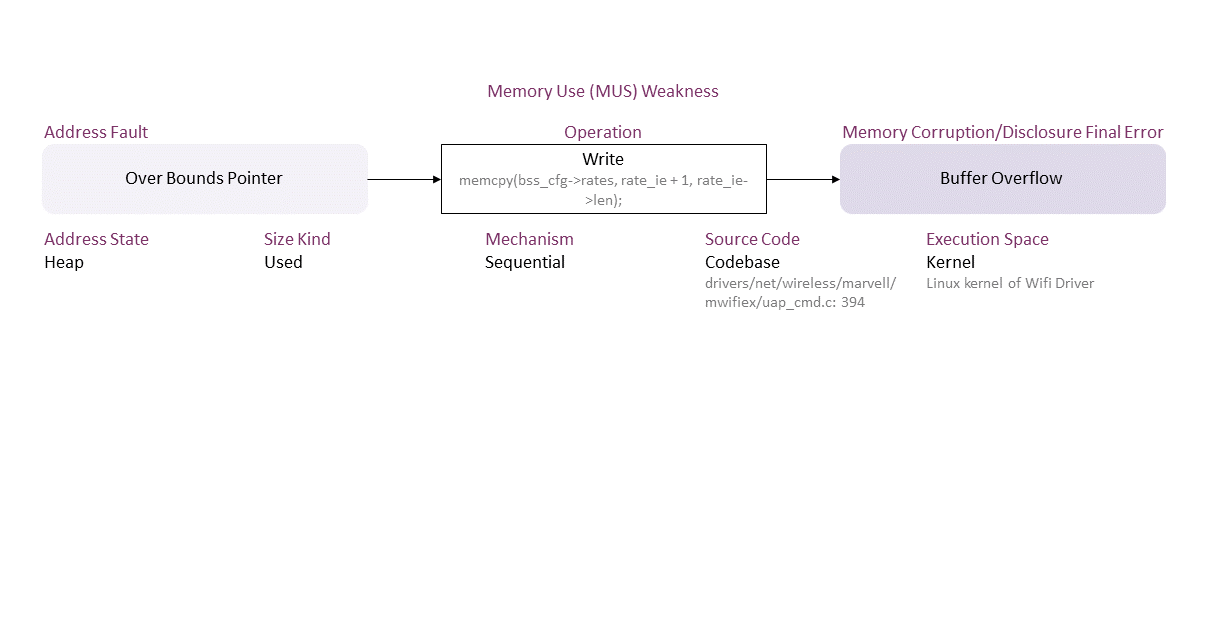 Memory Use (MUS) Weakness
Address Fault
Operation
Memory Corruption/Disclosure Final Error
Over Bounds Pointer
Write
memcpy(bss_cfg->rates, rate_ie + 1, rate_ie-
>len);
Buffer Overflow
Address State
Heap
Size Kind
Used
Mechanism
Sequential
Source Code
Codebase
drivers/net/wireless/marvell/
mwifiex/uap_cmd.c: 394
Execution Space
Kernel
Linux kernel of Wifi Driver